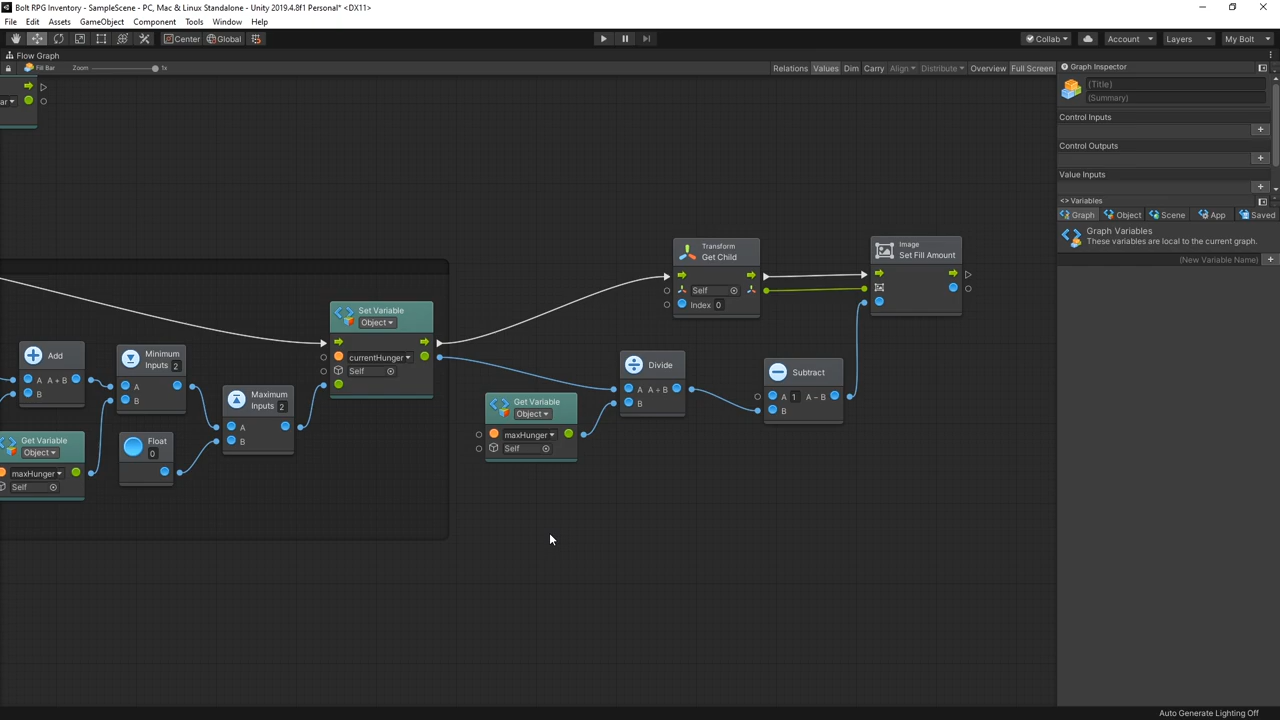 Bolt RPG Inventory - SampleScene - PC, Mac & Linux Standalone - Unity 2019.4.8f1 Personal* <DX11>
File Edit Assets GameObject Component Tools Window Help
Center Global Collab Account Layers My Bolt
Flow Graph
Fill Bar Zoom 1x Relations Values Dim Carry Align Distribute Overview Full Screen
Graph Inspector
(Title)
(Summary)
Control Inputs
Control Outputs
Value Inputs
<> Variables
Graph Object Scene App Saved
Graph Variables
These variables are local to the current graph.
(New Variable Name)
ar
Add
A A + B
B
Minimum
Inputs 2
A
B
Get Variable
Object
maxHunger
Self
Float
0
Maximum
Inputs 2
A
B
Set Variable
Object
currentHunger
Self
Get Variable
Object
maxHunger
Self
Divide
A A ÷ B
B
Subtract
A 1 A − B
B
Transform
Get Child
Self
Index 0
Image
Set Fill Amount
Auto Generate Lighting Off